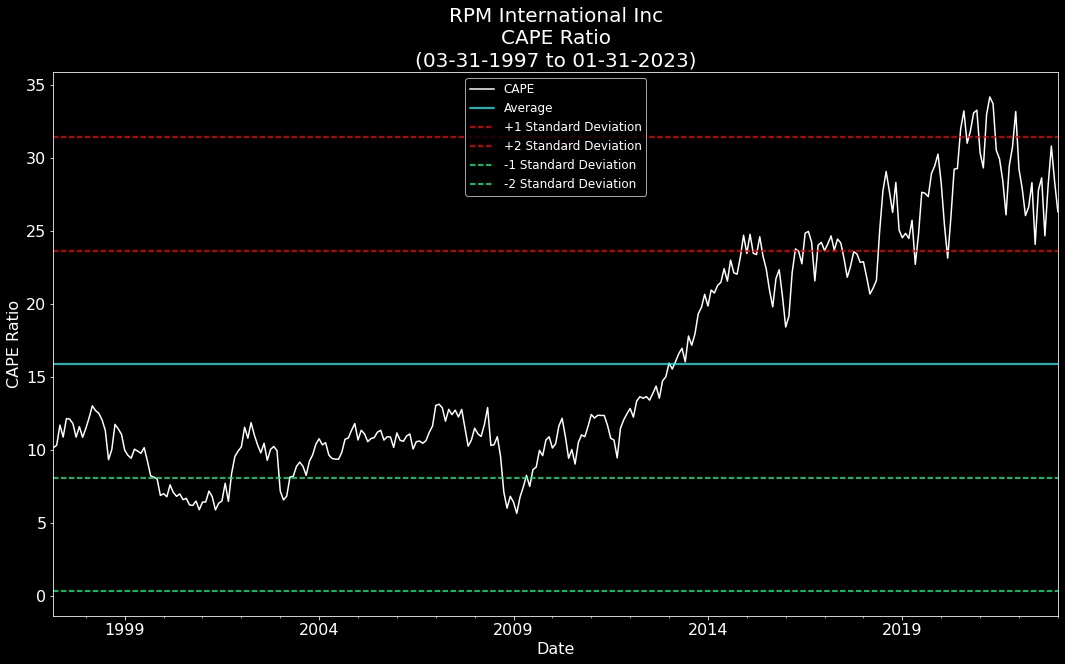 RPM International Inc
CAPE Ratio
(03-31-1997 to 01-31-2023)
CAPE
Average
+1 Standard Deviation
+2 Standard Deviation
-1 Standard Deviation
-2 Standard Deviation
CAPE Ratio
35
30
25
20
15
10
5
0
1999 2004 2009 2014 2019
Date